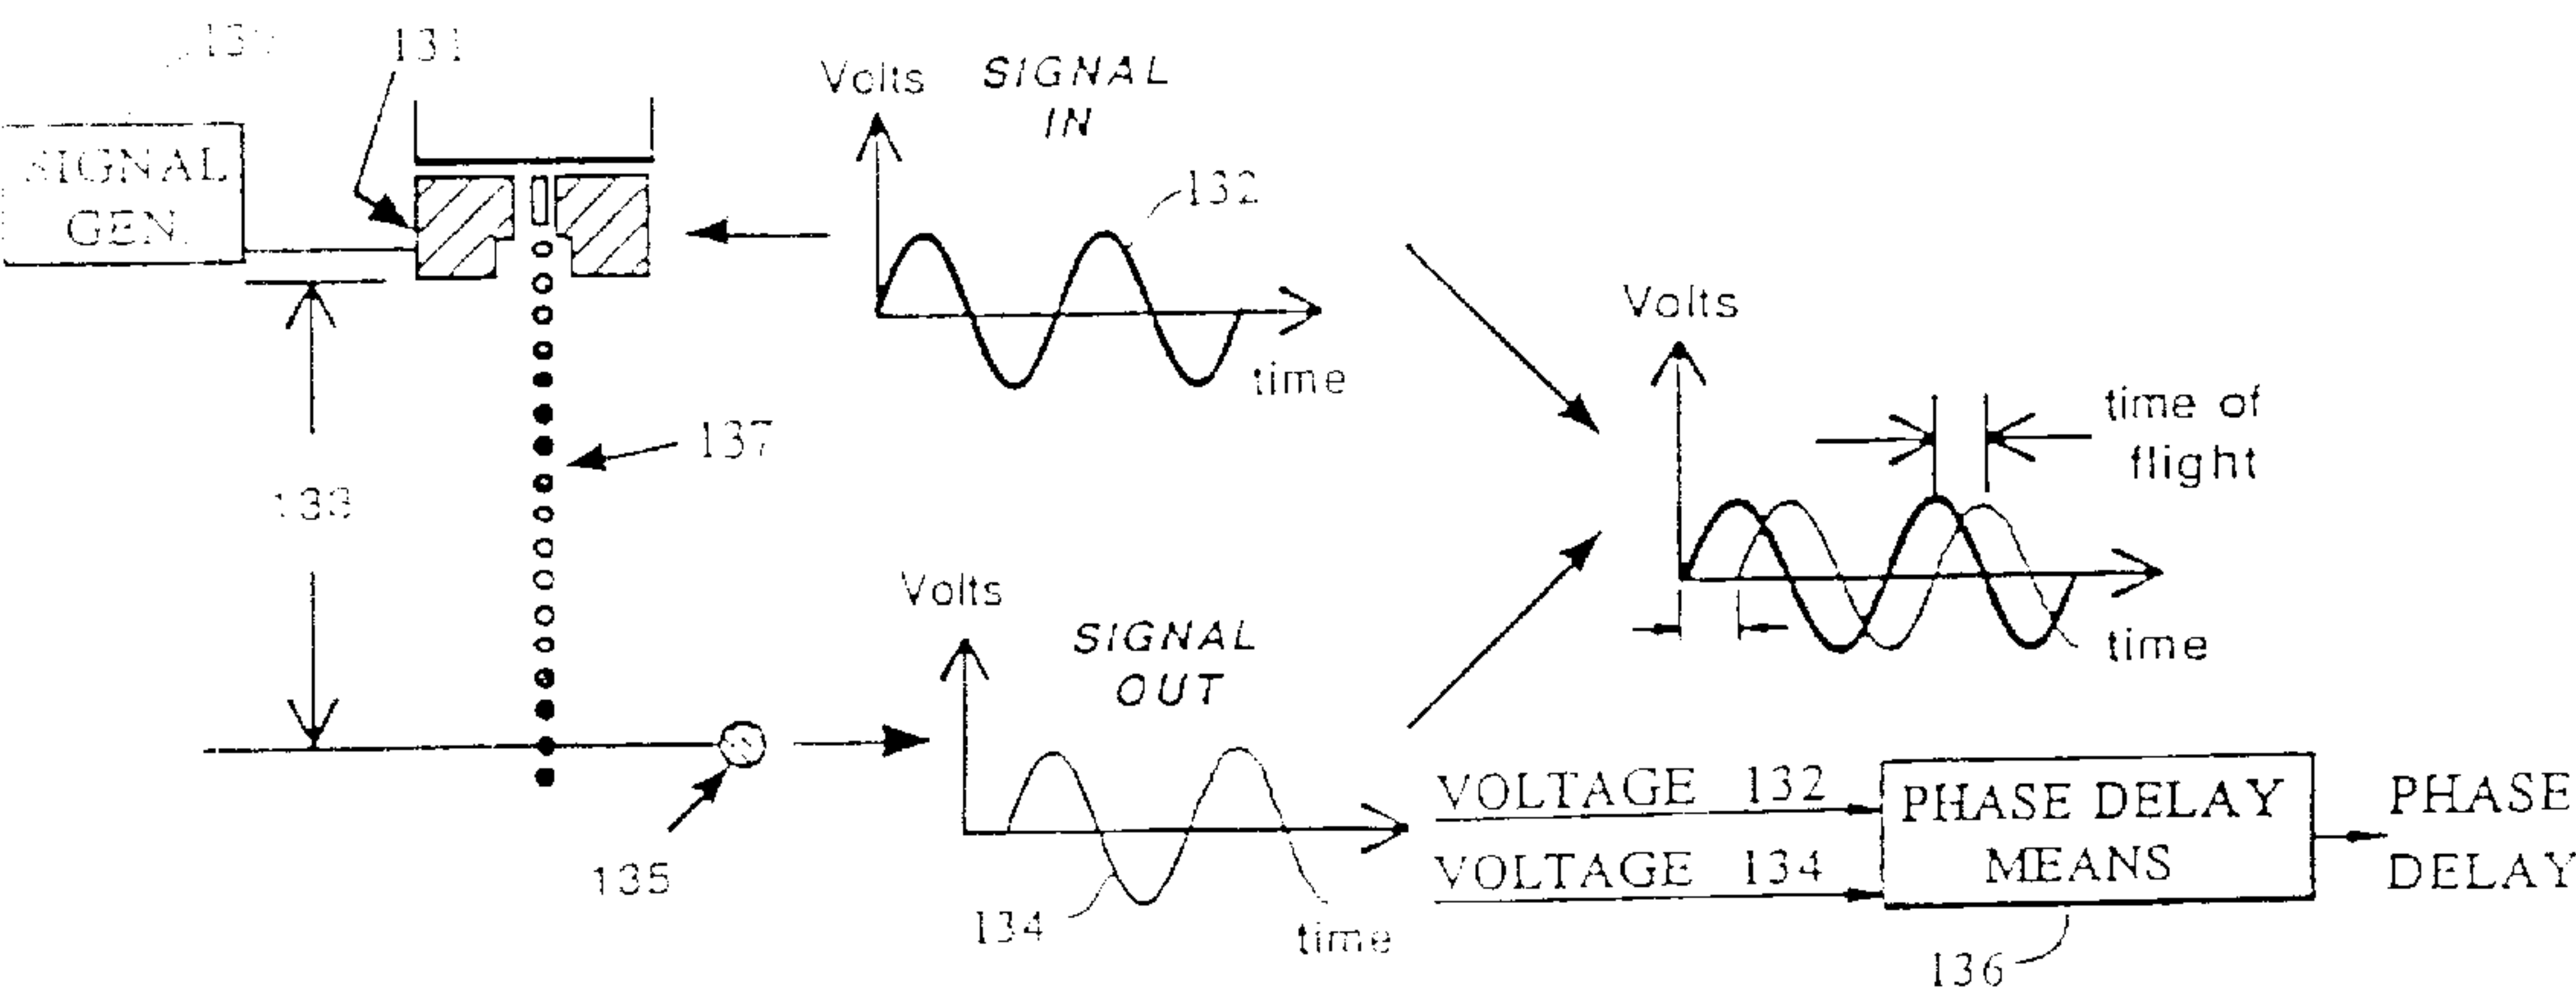 131
SIGNAL
GEN.
Volts
SIGNAL
IN
132
time
137
Volts
SIGNAL
OUT
134
time
135
Volts
time of
flight
time
VOLTAGE 132
VOLTAGE 134
PHASE DELAY
MEANS
136
PHASE
DELAY